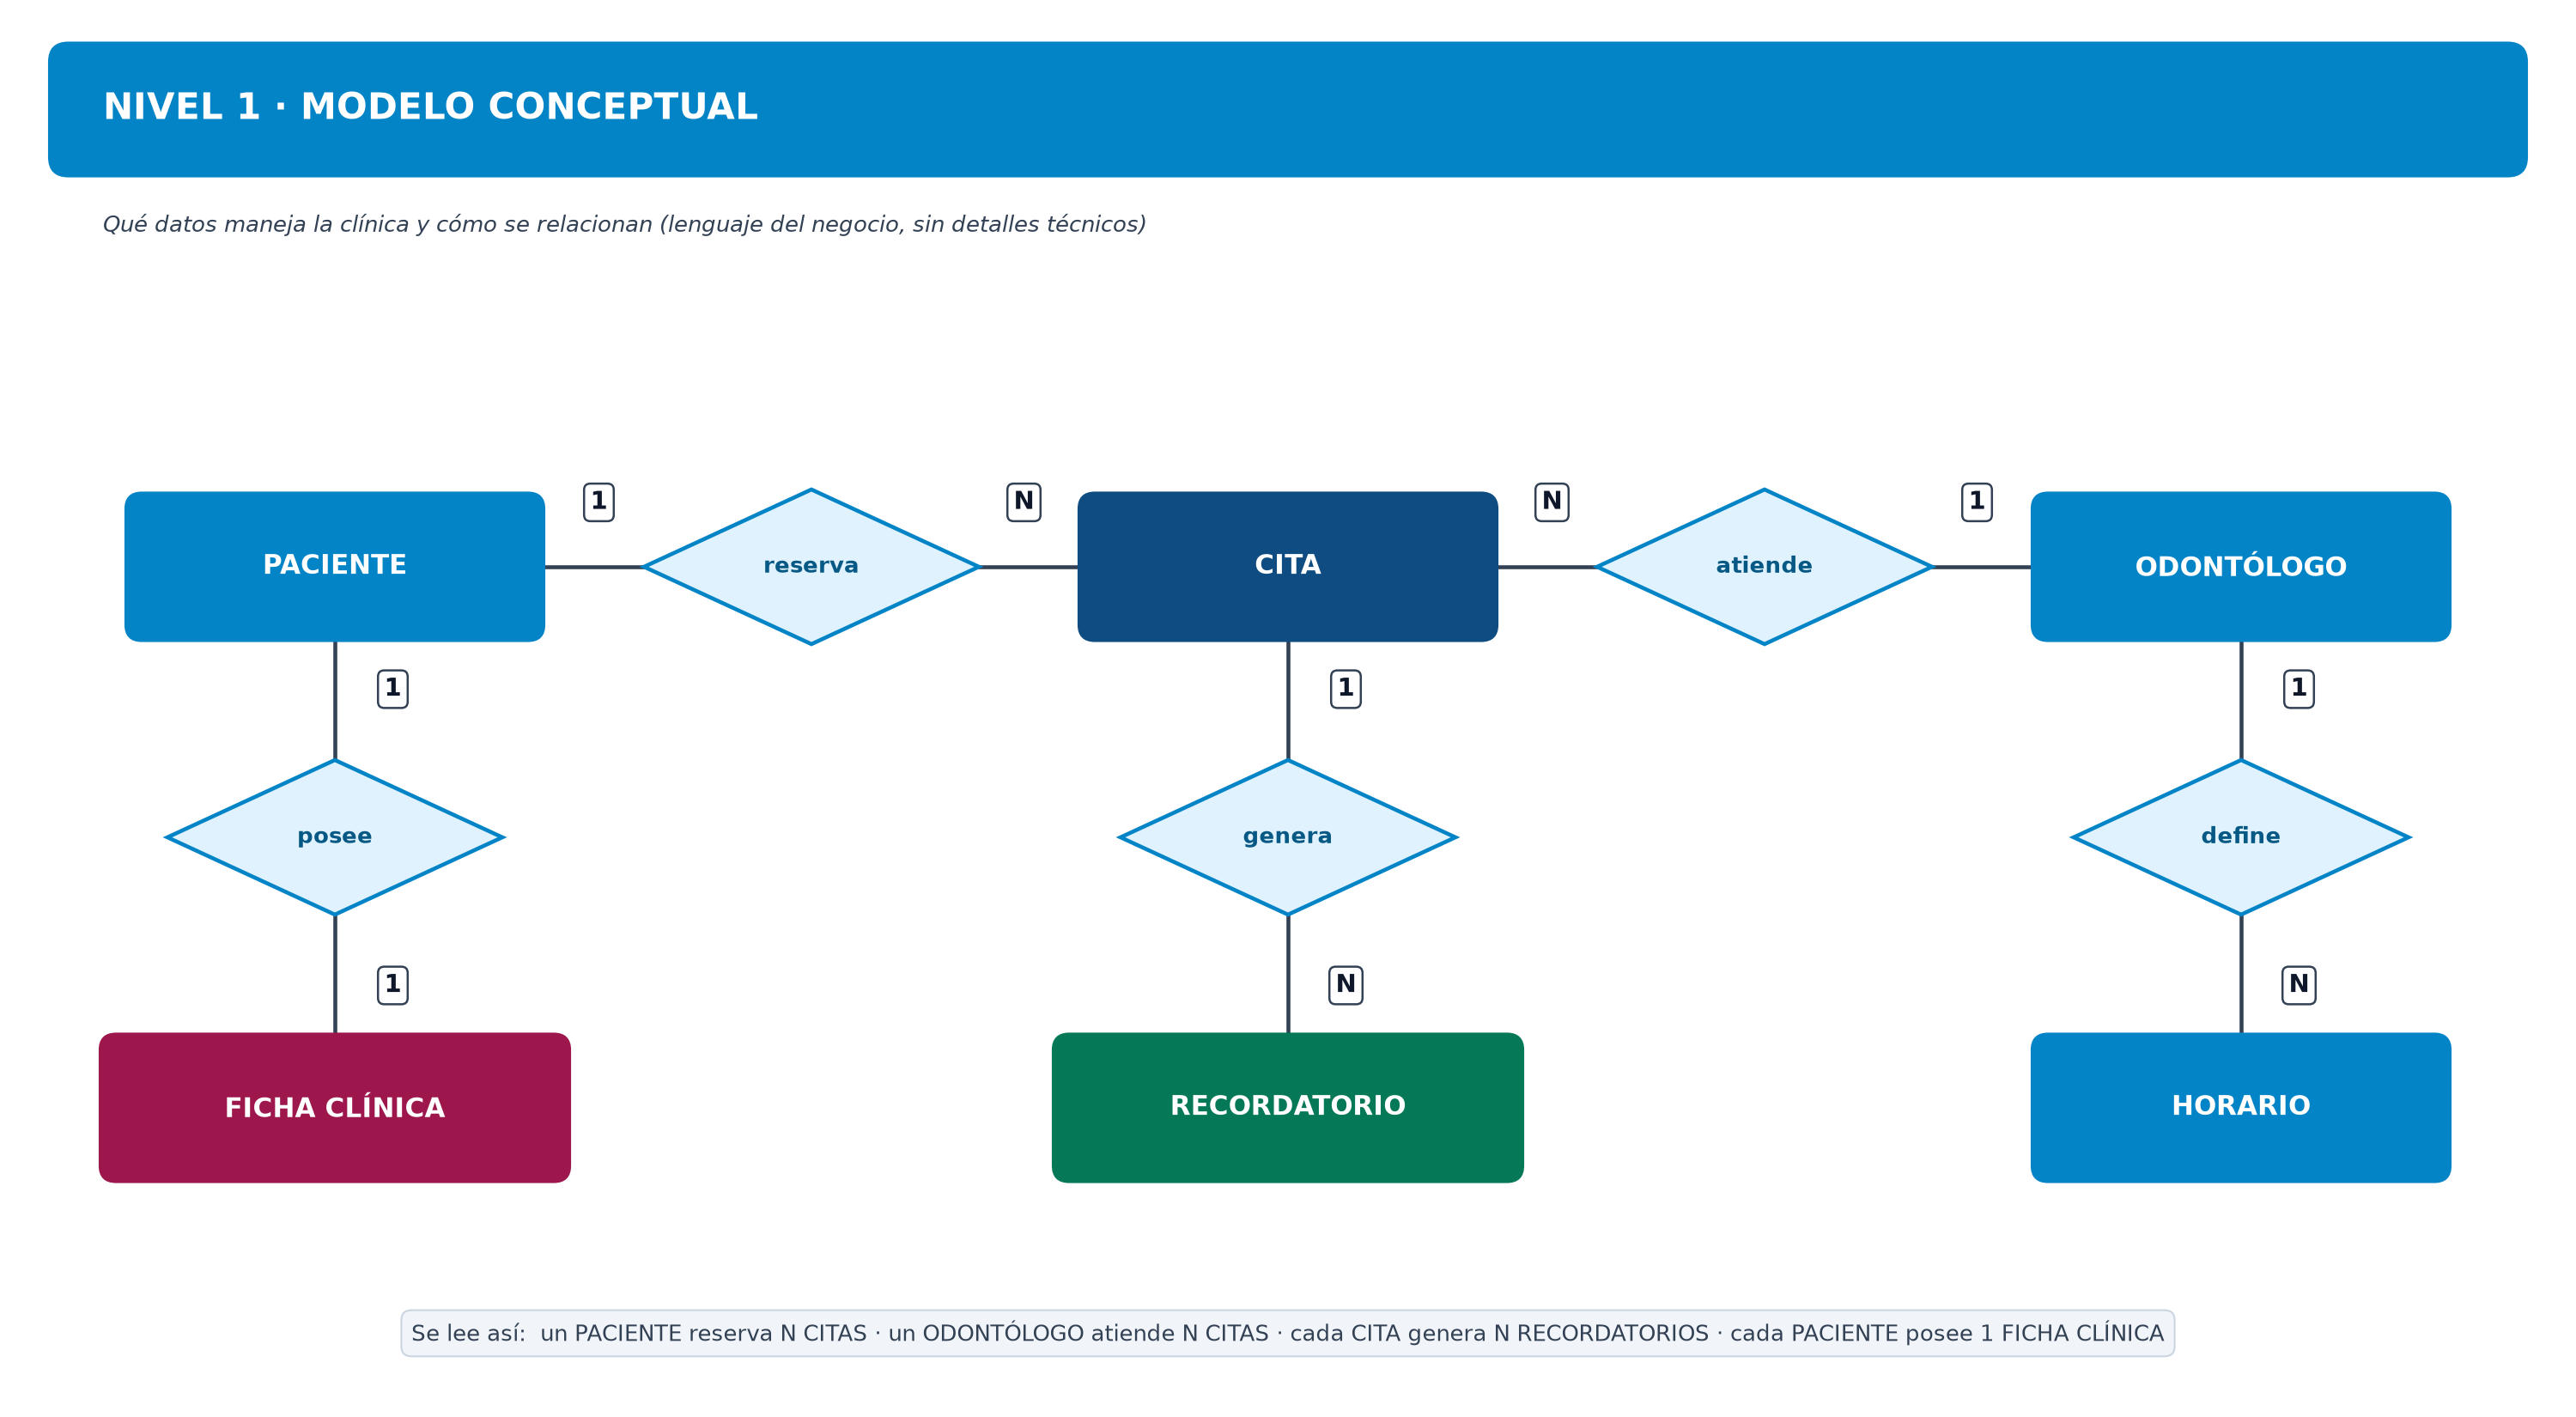 NIVEL 1 · MODELO CONCEPTUAL
Qué datos maneja la clínica y cómo se relacionan (lenguaje del negocio, sin detalles técnicos)
1
N
N
1
PACIENTE
reserva
CITA
atiende
ODONTÓLOGO
1
1
1
posee
genera
define
1
N
N
FICHA CLÍNICA
RECORDATORIO
HORARIO
Se lee así:  un PACIENTE reserva N CITAS · un ODONTÓLOGO atiende N CITAS · cada CITA genera N RECORDATORIOS · cada PACIENTE posee 1 FICHA CLÍNICA